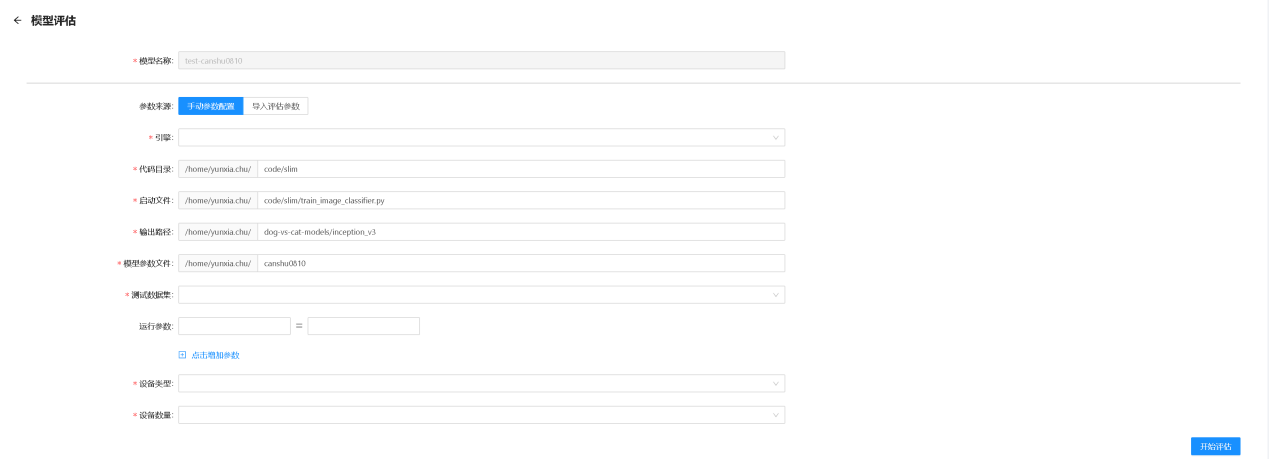 ← 模型评估
* 模型名称: test-canshu0810
参数来源: 手动参数配置 导入评估参数
* 引擎:
* 代码目录: /home/yunxia.chu/ code/slim
* 启动文件: /home/yunxia.chu/ code/slim/train_image_classifier.py
* 输出路径: /home/yunxia.chu/ dog-vs-cat-models/inception_v3
* 模型参数文件: /home/yunxia.chu/ canshu0810
* 测试数据集:
运行参数: =
点击增加参数
* 设备类型:
* 设备数量:
开始评估